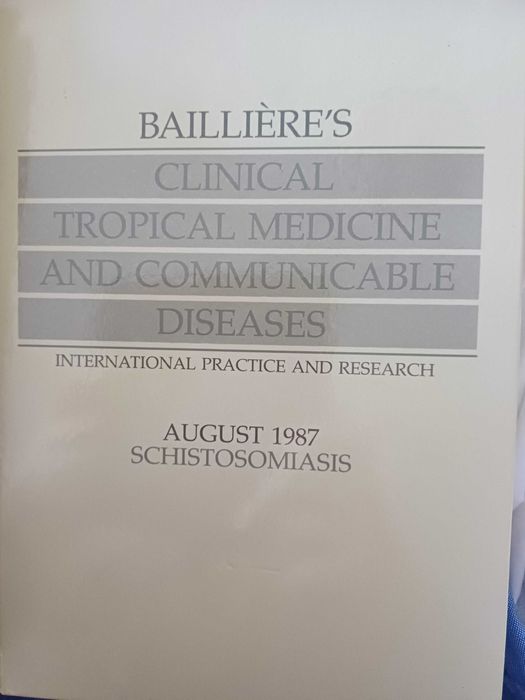 BAILLIÈRE'S
CLINICAL
TROPICAL MEDICINE
AND COMMUNICABLE
DISEASES
INTERNATIONAL PRACTICE AND RESEARCH
AUGUST 1987
SCHISTOSOMIASIS